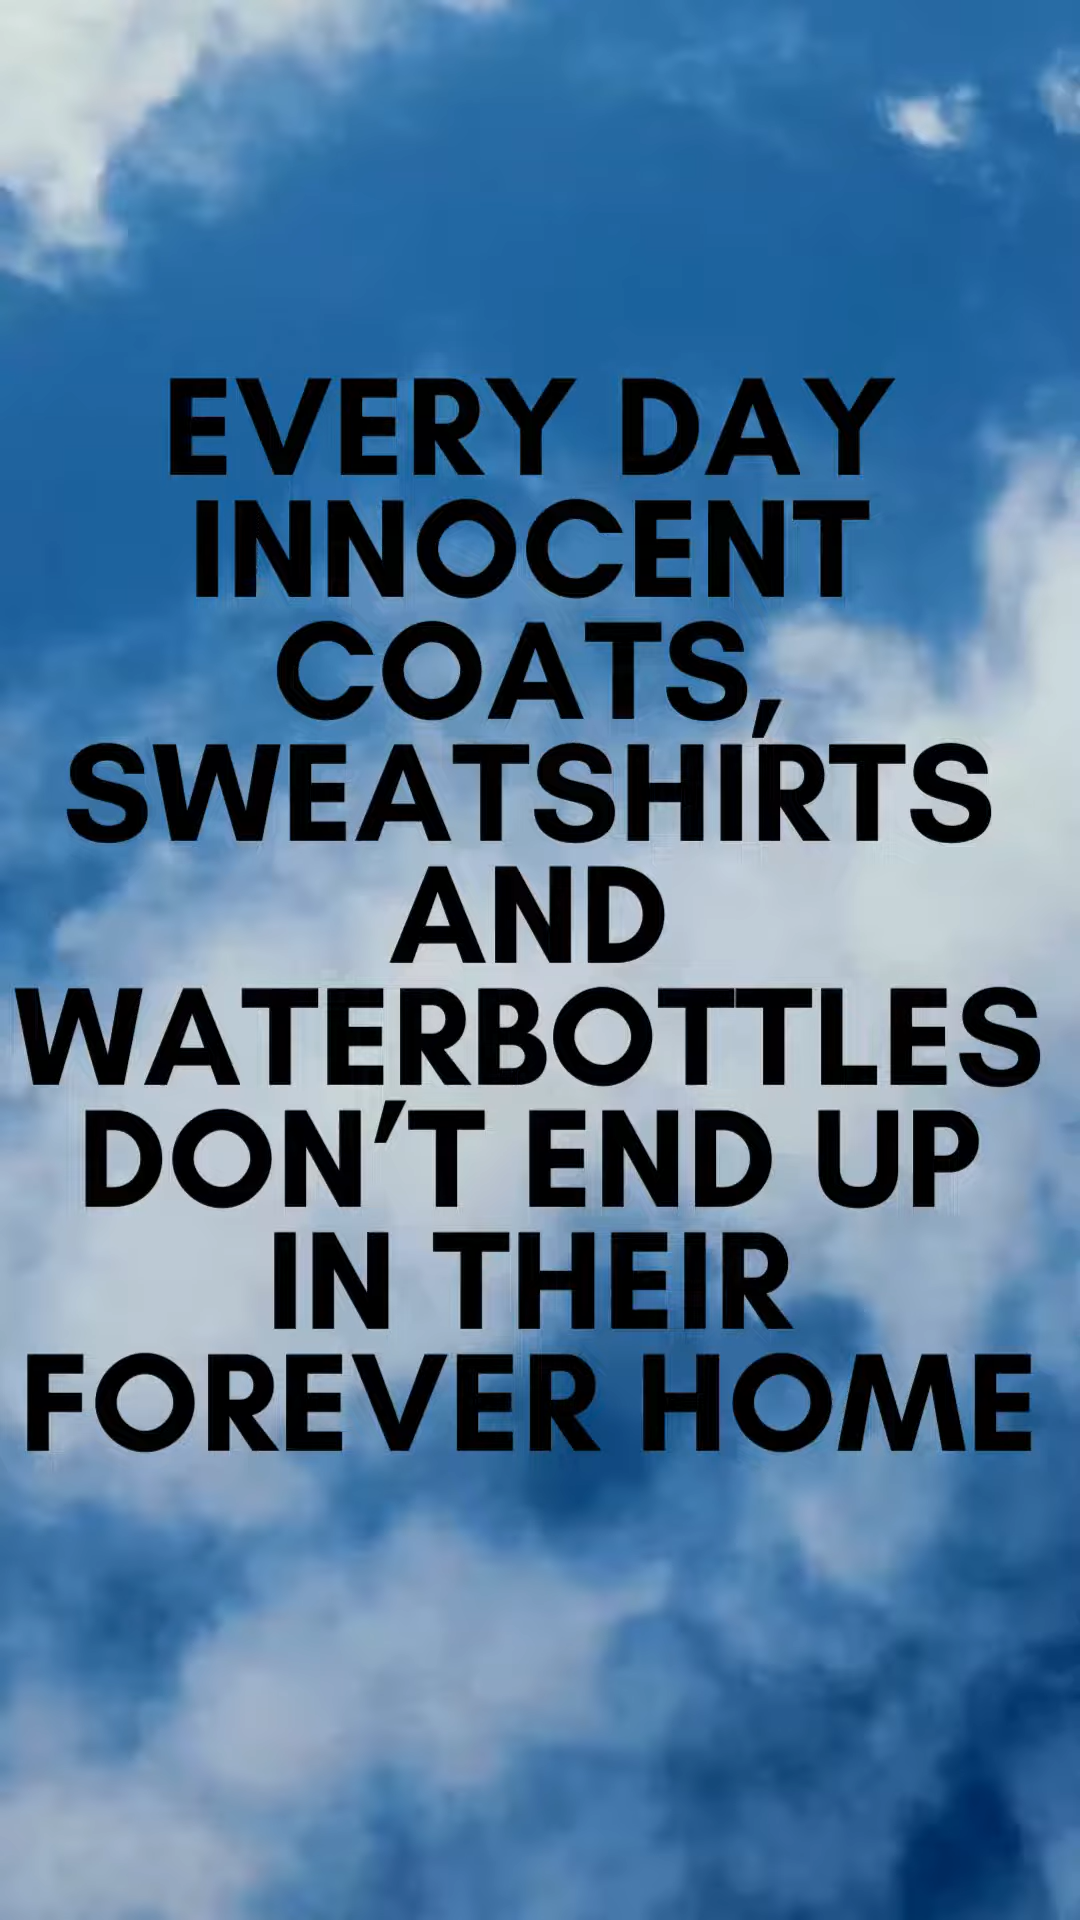 EVERY DAY
INNOCENT
COATS,
SWEATSHIRTS
AND
WATERBOTTLES
DON’T END UP
IN THEIR
FOREVER HOME